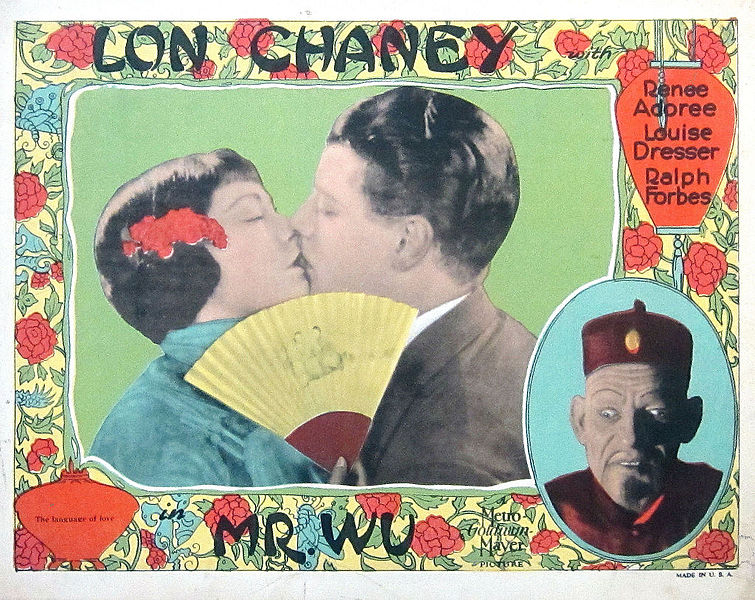 LON CHANEY with
Renee
Adoree
Louise
Dresser
Ralph
Forbes
The language of love
in
MR. WU
Metro-
Goldwyn-
Mayer
PICTURE
MADE IN U. S. A.